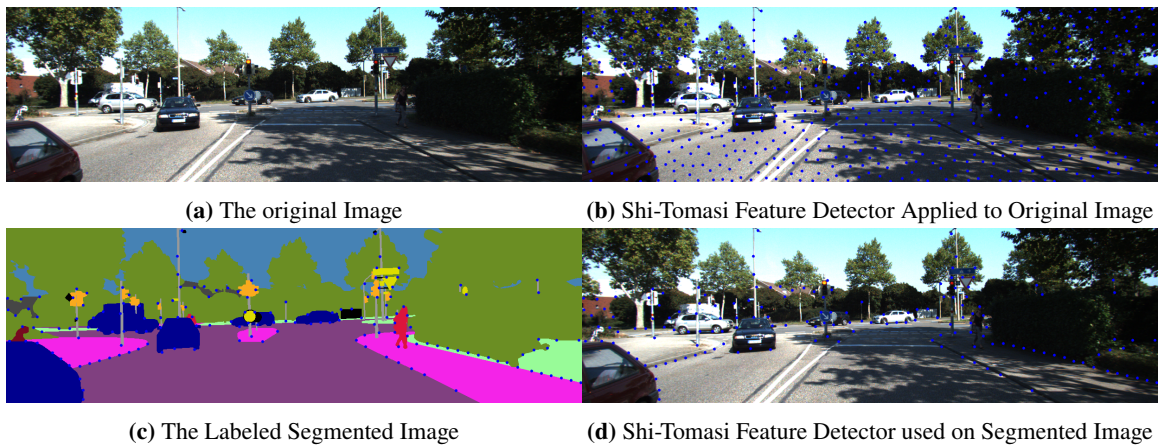 (a) The original Image
(b) Shi-Tomasi Feature Detector Applied to Original Image
(c) The Labeled Segmented Image
(d) Shi-Tomasi Feature Detector used on Segmented Image